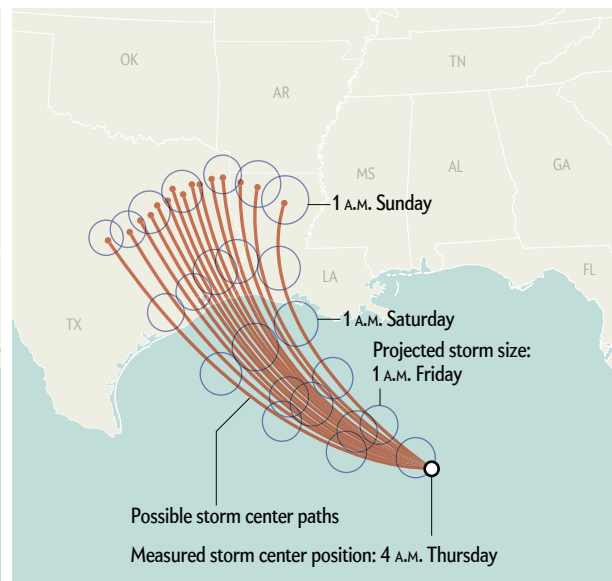 OK
TN
AR
MS
AL
GA
1 A.M. Sunday
LA
FL
TX
1 A.M. Saturday
Projected storm size:
1 A.M. Friday
Possible storm center paths
Measured storm center position: 4 A.M. Thursday